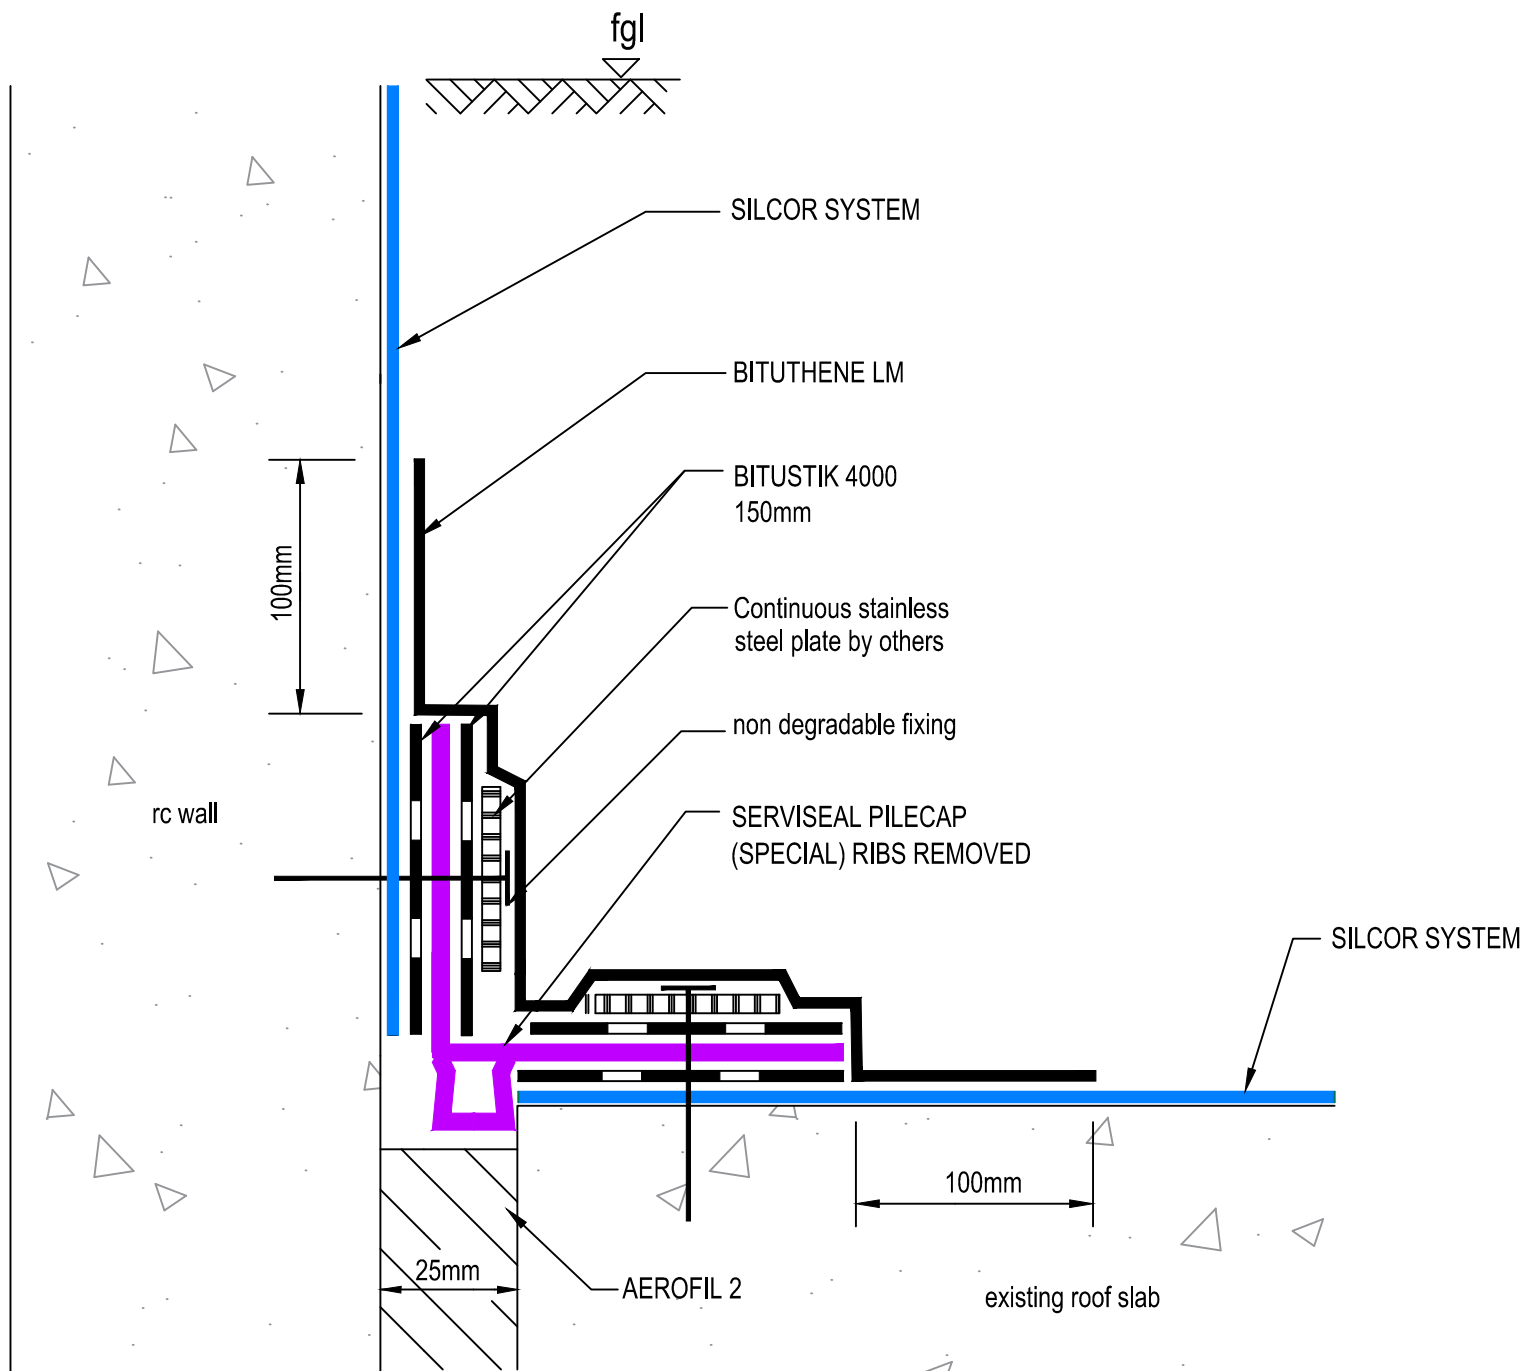 fgl
SILCOR SYSTEM
BITUTHENE LM
BITUSTIK 4000
150mm
100mm
Continuous stainless
steel plate by others
non degradable fixing
rc wall
SERVISEAL PILECAP
(SPECIAL) RIBS REMOVED
SILCOR SYSTEM
100mm
25mm
AEROFIL 2
existing roof slab